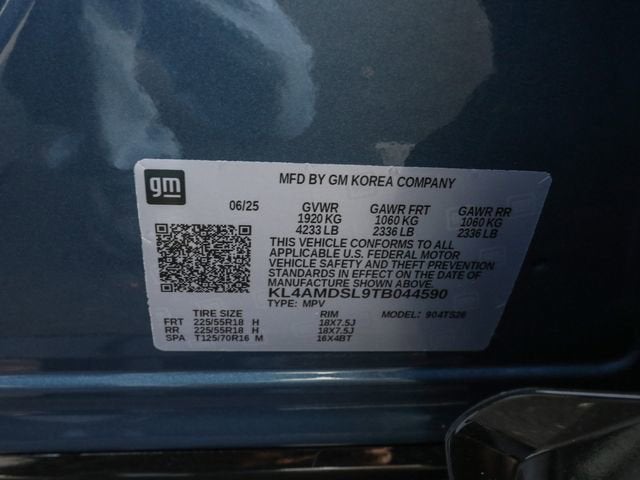 gm
MFD BY GM KOREA COMPANY
06/25 GVWR GAWR FRT GAWR RR
1920 KG 1060 KG 1060 KG
4233 LB 2336 LB 2336 LB
THIS VEHICLE CONFORMS TO ALL
APPLICABLE U.S. FEDERAL MOTOR
VEHICLE SAFETY AND THEFT PREVENTION
STANDARDS IN EFFECT ON THE DATE OF
MANUFACTURE SHOWN ABOVE.
KL4AMDSL9TB044590
TYPE: MPV
TIRE SIZE RIM MODEL: 904TS26
FRT 225/55R18 H 18X7.5J
RR 225/55R18 H 18X7.5J
SPA T125/70R16 M 16X4BT